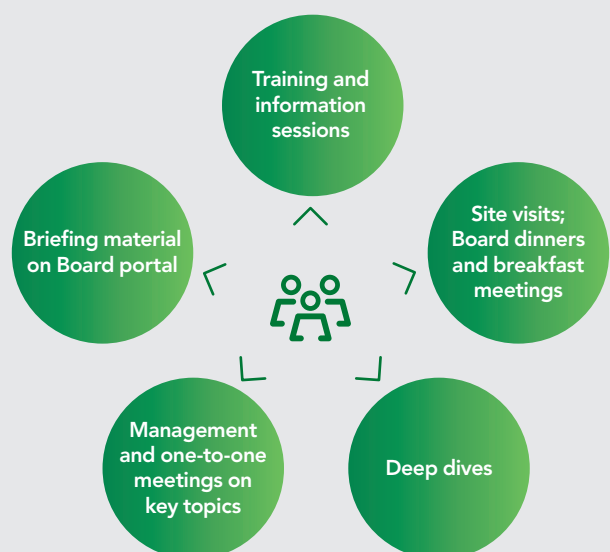 Training and
information
sessions
Site visits;
Board dinners
and breakfast
meetings
Briefing material
on Board portal
Management
and one-to-one
meetings on
key topics
Deep dives